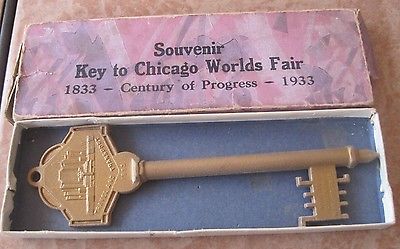 Souvenir
Key to Chicago Worlds Fair
1833 - Century of Progress - 1933